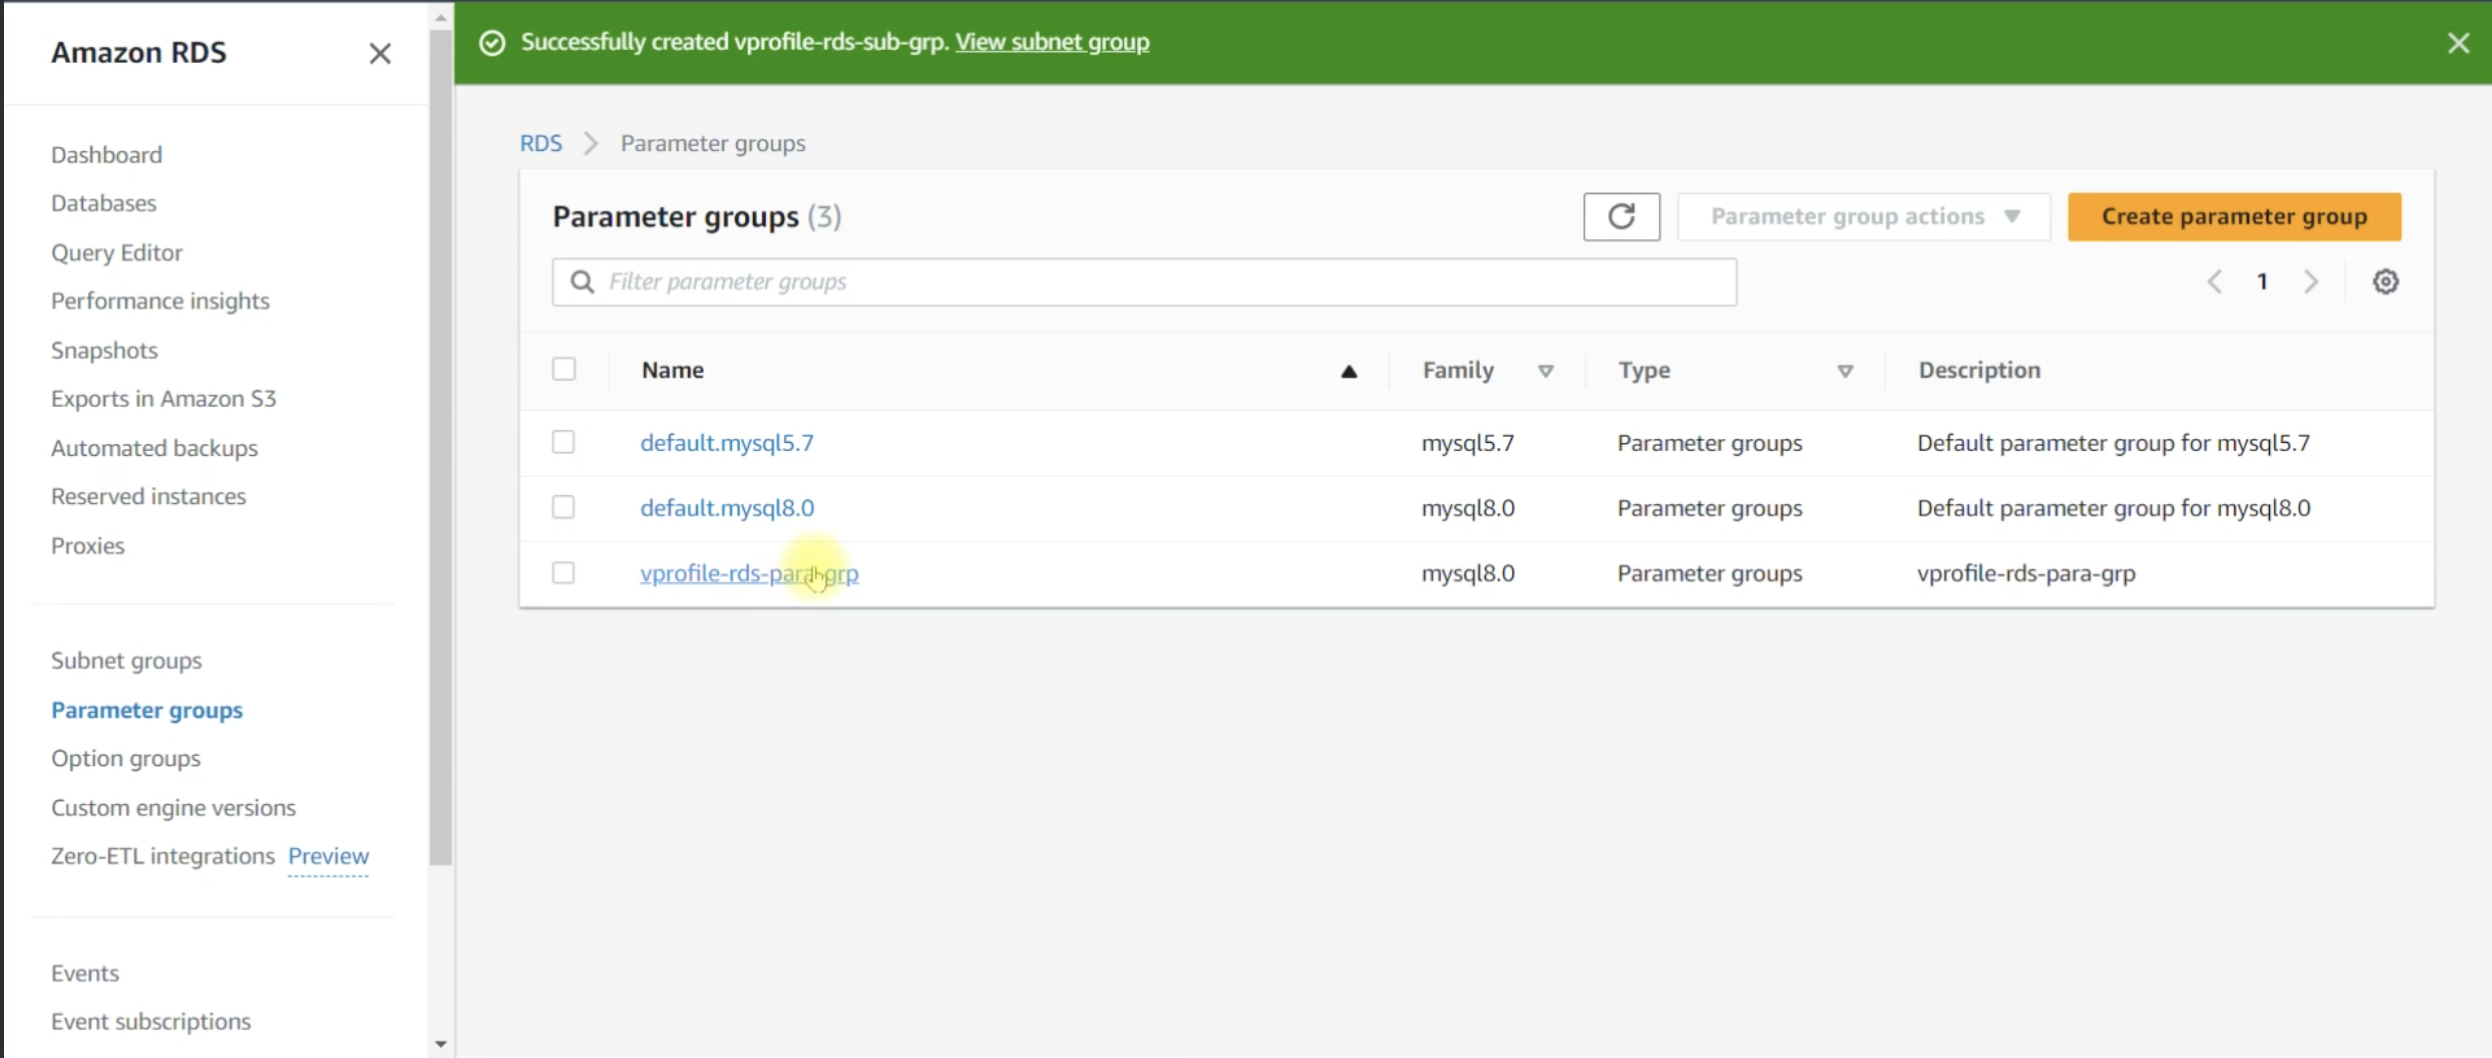 Amazon RDS
Successfully created vprofile-rds-sub-grp. View subnet group
Dashboard
Databases
Query Editor
Performance insights
Snapshots
Exports in Amazon S3
Automated backups
Reserved instances
Proxies
Subnet groups
Parameter groups
Option groups
Custom engine versions
Zero-ETL integrations Preview
Events
Event subscriptions
RDS Parameter groups
Parameter groups (3)
Parameter group actions
Create parameter group
Filter parameter groups
1
Name Family Type Description
default.mysql5.7 mysql5.7 Parameter groups Default parameter group for mysql5.7
default.mysql8.0 mysql8.0 Parameter groups Default parameter group for mysql8.0
vprofile-rds-para-grp mysql8.0 Parameter groups vprofile-rds-para-grp